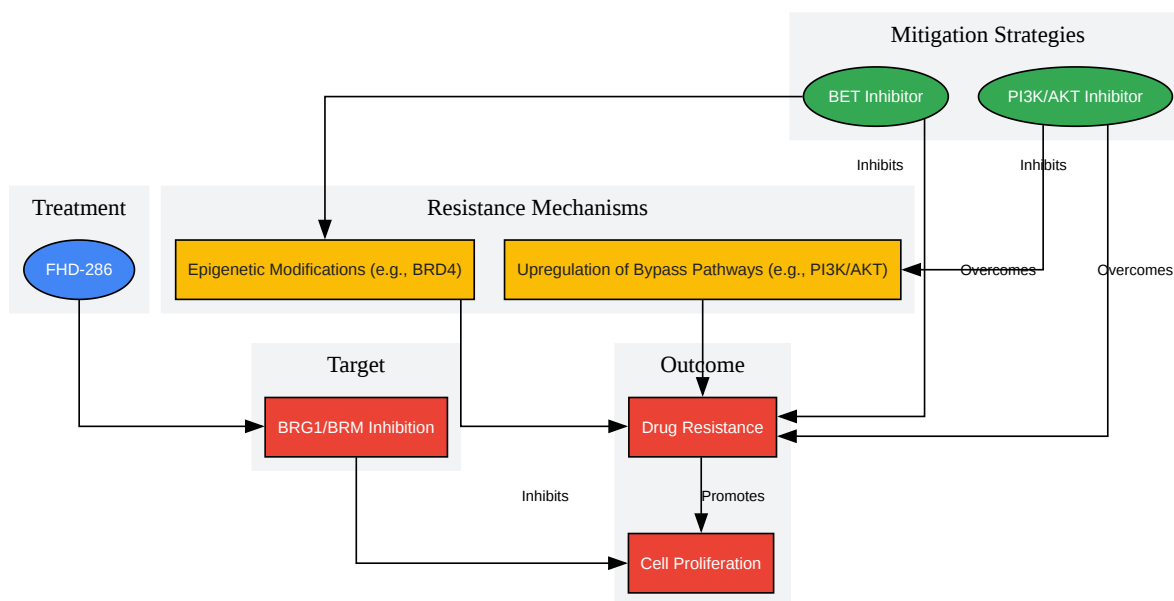 Mitigation Strategies
BET Inhibitor
PI3K/AKT Inhibitor
Inhibits
Inhibits
Treatment
Resistance Mechanisms
FHD-286
Epigenetic Modifications (e.g., BRD4)
Upregulation of Bypass Pathways (e.g., PI3K/AKT)
Overcomes
Overcomes
Target
Outcome
BRG1/BRM Inhibition
Drug Resistance
Inhibits
Promotes
Cell Proliferation